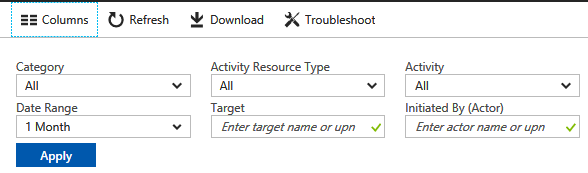 Columns Refresh Download Troubleshoot
Category Activity Resource Type Activity
All All All
Date Range Target Initiated By (Actor)
1 Month Enter target name or upn Enter actor name or upn
Apply